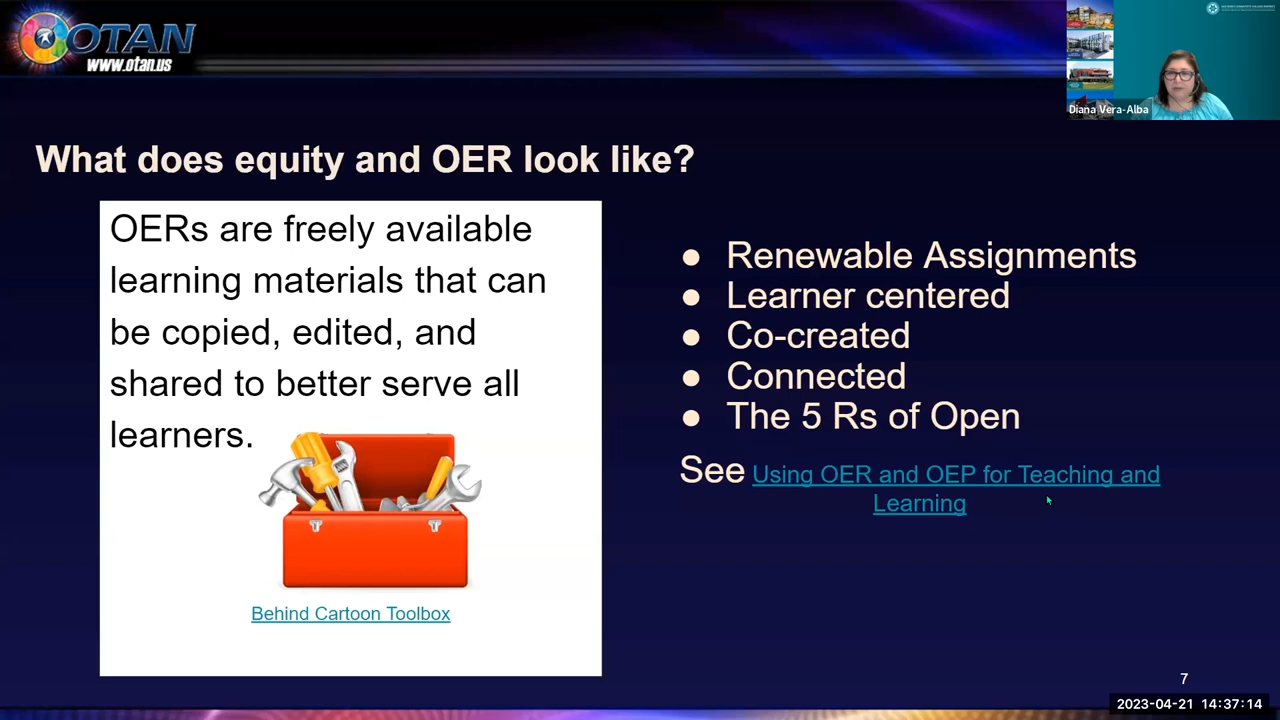 OTAN
www.otan.us
Diana Vera-Alba
What does equity and OER look like?
OERs are freely available
learning materials that can
be copied, edited, and
shared to better serve all
learners.
Behind Cartoon Toolbox
● Renewable Assignments
● Learner centered
● Co-created
● Connected
● The 5 Rs of Open
See Using OER and OEP for Teaching and
Learning
7
2023-04-21 14:37:14